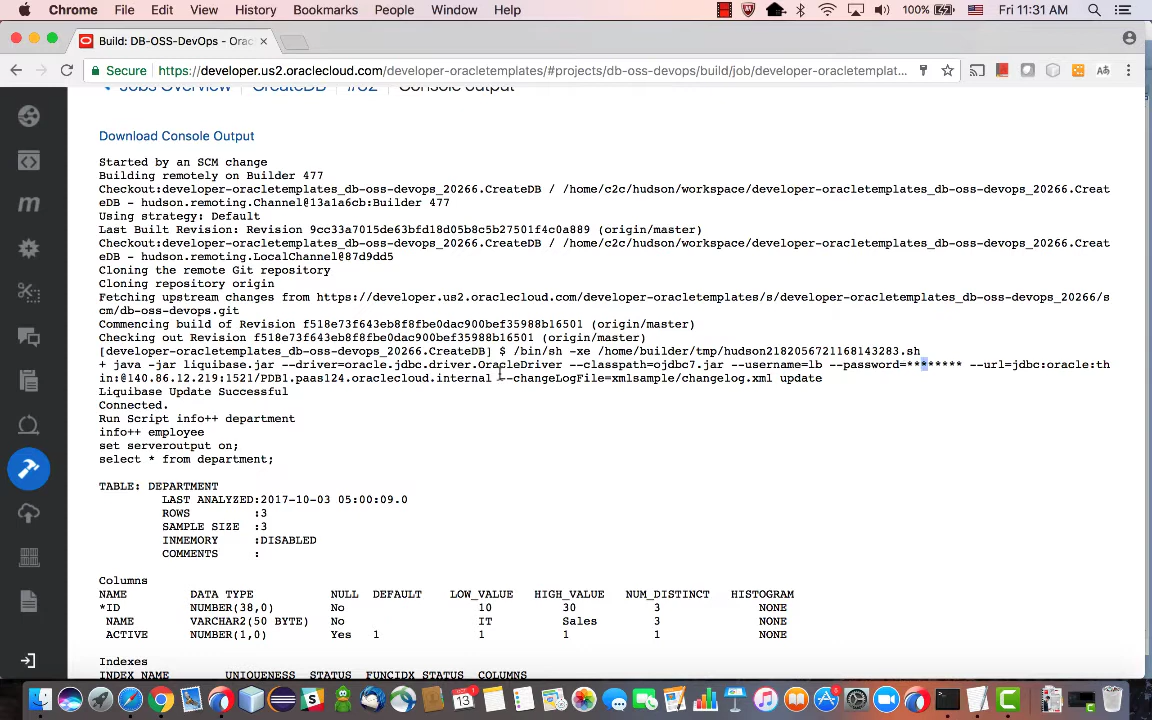 Chrome File Edit View History Bookmarks People Window Help 100% Fri 11:31 AM
Build: DB-OSS-DevOps - Orac
Secure https://developer.us2.oraclecloud.com/developer-oracletemplates/#projects/db-oss-devops/build/job/developer-oracletemplat...
Jobs Overview CreateDB #82 Console output
Download Console Output
Started by an SCM change
Building remotely on Builder 477
Checkout:developer-oracletemplates_db-oss-devops_20266.CreateDB / /home/c2c/hudson/workspace/developer-oracletemplates_db-oss-devops_20266.Creat
eDB - hudson.remoting.Channel@13a1a6cb:Builder 477
Using strategy: Default
Last Built Revision: Revision 9cc33a7015de63bfd18d05b8c5b27501f4c0a889 (origin/master)
Checkout:developer-oracletemplates_db-oss-devops_20266.CreateDB / /home/c2c/hudson/workspace/developer-oracletemplates_db-oss-devops_20266.Creat
eDB - hudson.remoting.LocalChannel@87d9dd5
Cloning the remote Git repository
Cloning repository origin
Fetching upstream changes from https://developer.us2.oraclecloud.com/developer-oracletemplates/s/developer-oracletemplates_db-oss-devops_20266/s
cm/db-oss-devops.git
Commencing build of Revision f518e73f643eb8f8fbe0dac900bef35988b16501 (origin/master)
Checking out Revision f518e73f643eb8f8fbe0dac900bef35988b16501 (origin/master)
[developer-oracletemplates_db-oss-devops_20266.CreateDB] $ /bin/sh -xe /home/builder/tmp/hudson2182056721168143283.sh
+ java -jar liquibase.jar --driver=oracle.jdbc.driver.OracleDriver --classpath=ojdbc7.jar --username=lb --password=******** --url=jdbc:oracle:th
in:@140.86.12.219:1521/PDB1.paas124.oraclecloud.internal --changeLogFile=xmlsample/changelog.xml update
Liquibase Update Successful
Connected.
Run Script info++ department
info++ employee
set serveroutput on;
select * from department;
TABLE: DEPARTMENT
LAST ANALYZED:2017-10-03 05:00:09.0
ROWS :3
SAMPLE SIZE :3
INMEMORY :DISABLED
COMMENTS :
Columns
NAME DATA TYPE NULL DEFAULT LOW_VALUE HIGH_VALUE NUM_DISTINCT HISTOGRAM
*ID NUMBER(38,0) No 10 30 3 NONE
NAME VARCHAR2(50 BYTE) No IT Sales 3 NONE
ACTIVE NUMBER(1,0) Yes 1 1 1 1 NONE
Indexes
INDEX_NAME UNIQUENESS STATUS FUNCIDX_STATUS COLUMNS